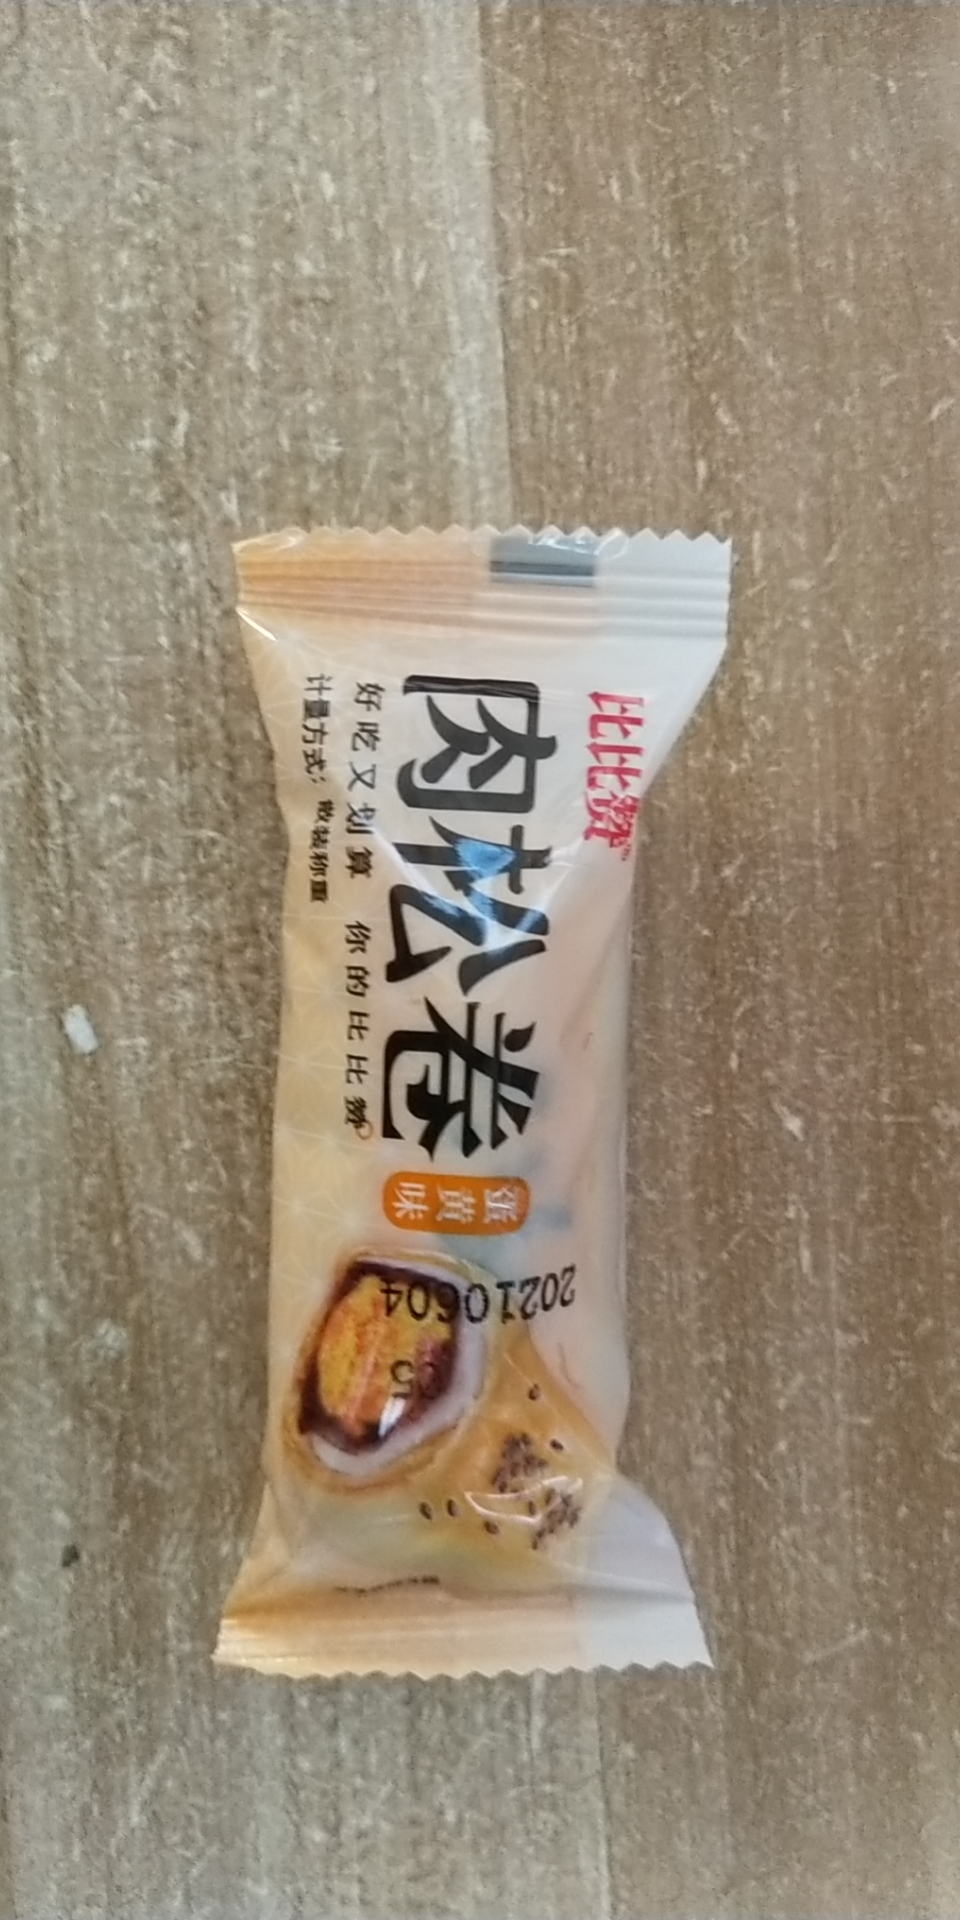 比比赞
肉松卷
蛋黄味
好吃又划算 你的比比赞
计量方式：散装称重
20210604